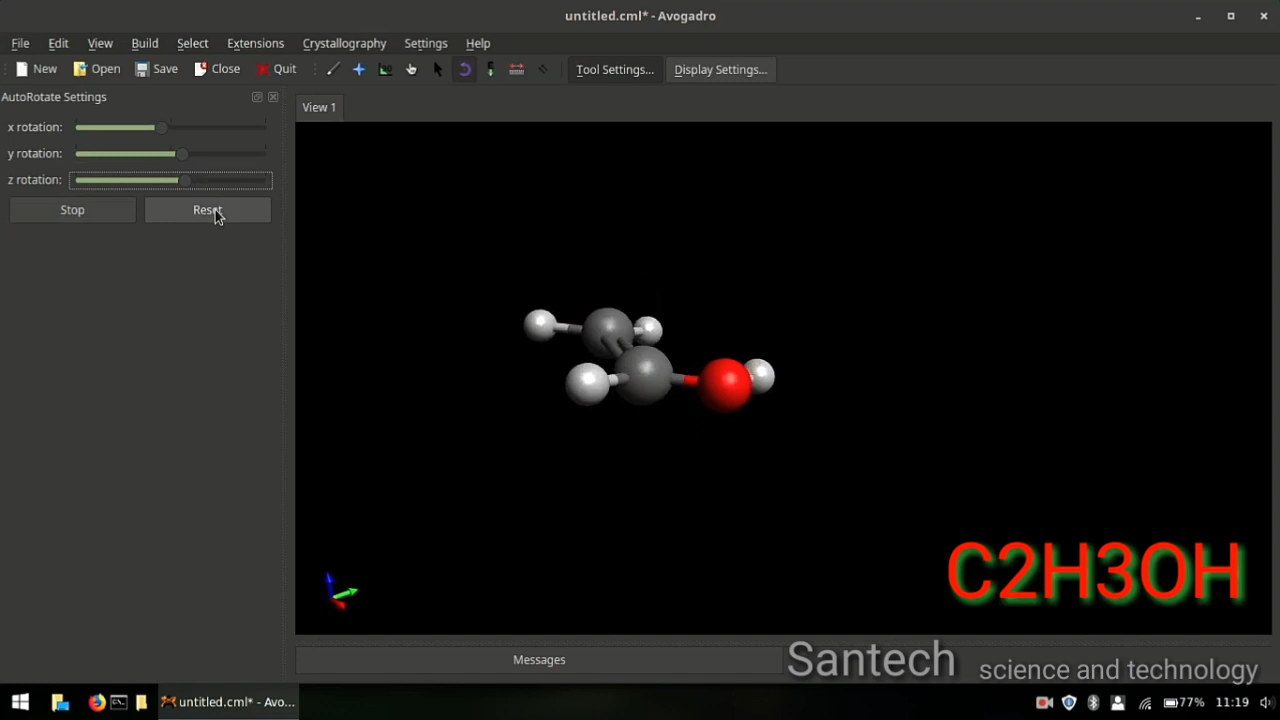 untitled.cml* - Avogadro
File Edit View Build Select Extensions Crystallography Settings Help
New Open Save Close Quit Tool Settings... Display Settings...
AutoRotate Settings
View 1
x rotation:
y rotation:
z rotation:
Stop Reset
C2H3OH
Messages
Santech science and technology
untitled.cml* - Avo... 77% 11:19